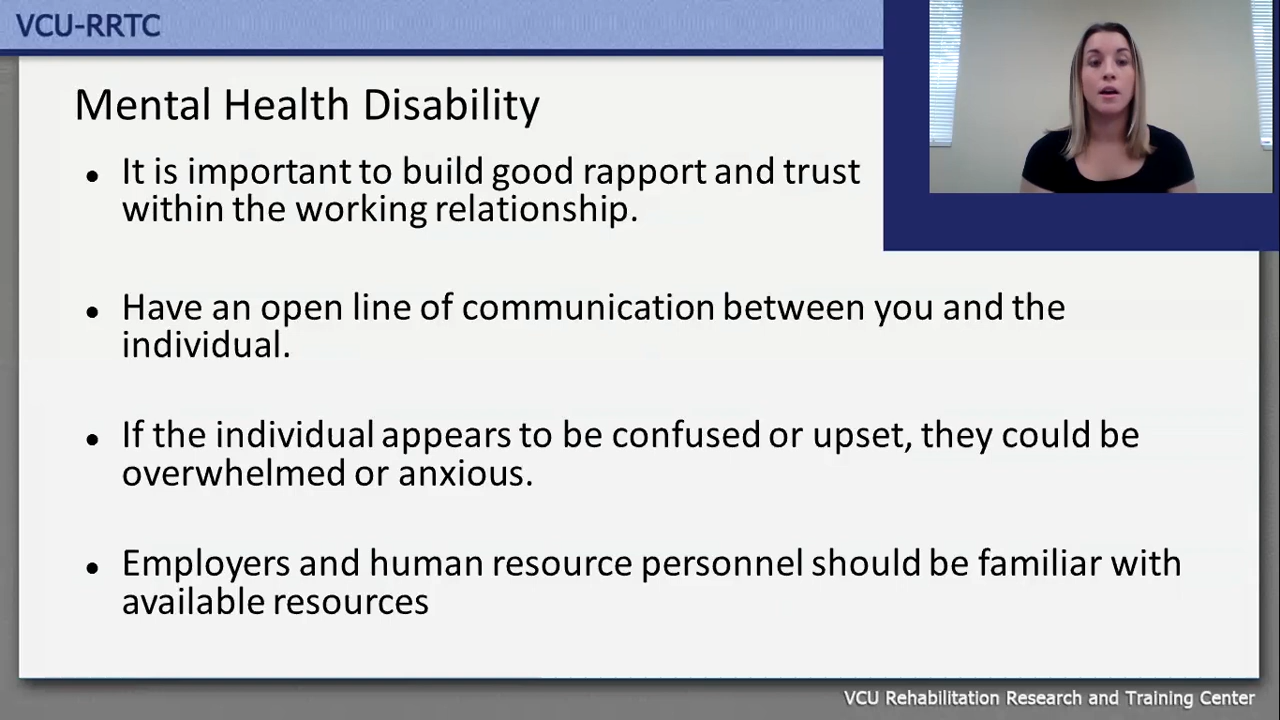 VCU-RRTC
Mental Health Disability
• It is important to build good rapport and trust
within the working relationship.
• Have an open line of communication between you and the
individual.
• If the individual appears to be confused or upset, they could be
overwhelmed or anxious.
• Employers and human resource personnel should be familiar with
available resources
VCU Rehabilitation Research and Training Center